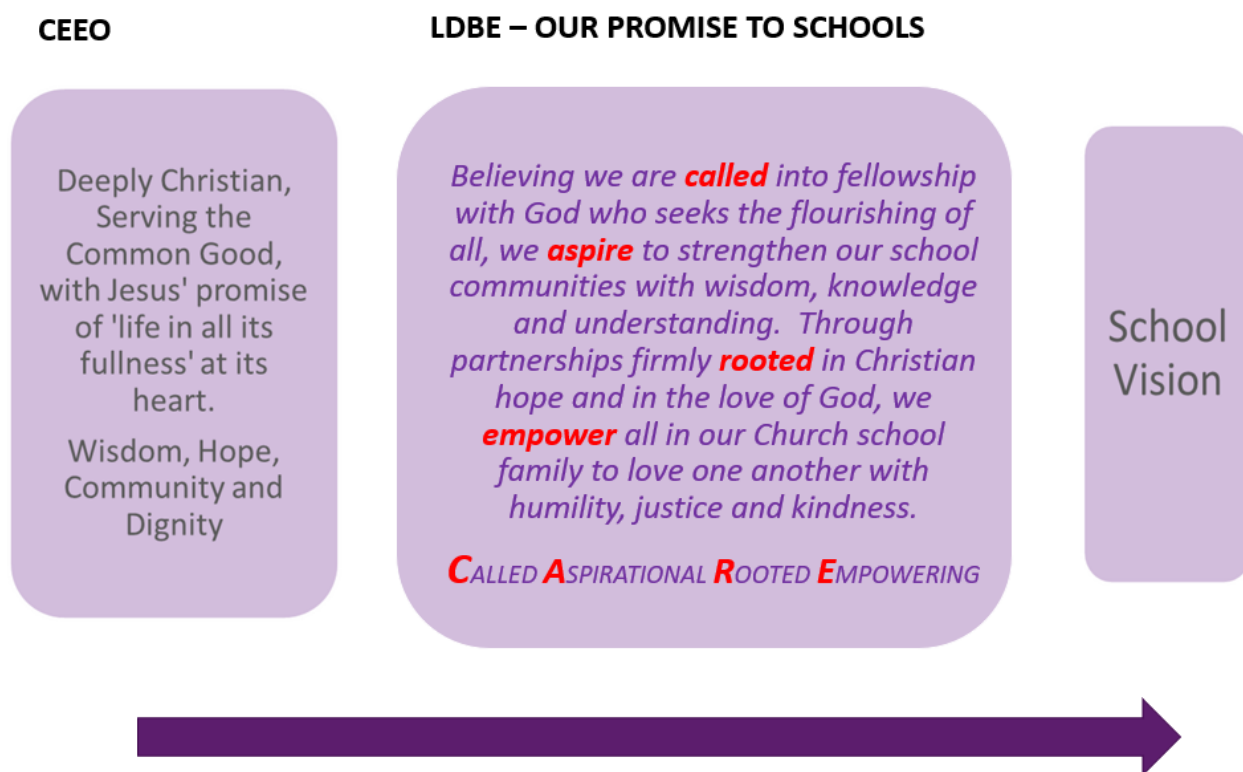 CEEO
LDBE – OUR PROMISE TO SCHOOLS
Deeply Christian,
Serving the
Common Good,
with Jesus' promise
of 'life in all its
fullness' at its
heart.
Wisdom, Hope,
Community and
Dignity
Believing we are called into fellowship
with God who seeks the flourishing of
all, we aspire to strengthen our school
communities with wisdom, knowledge
and understanding.  Through
partnerships firmly rooted in Christian
hope and in the love of God, we
empower all in our Church school
family to love one another with
humility, justice and kindness.
CALLED ASPIRATIONAL ROOTED EMPOWERING
School
Vision